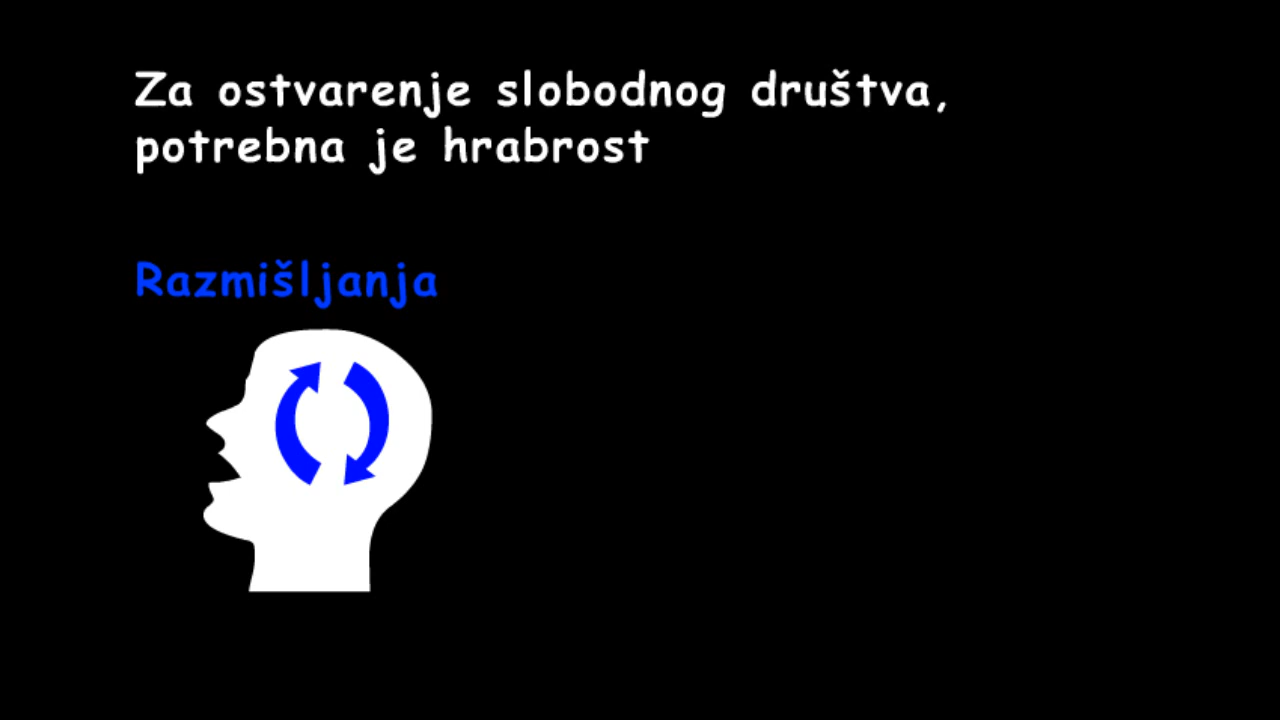 Za ostvarenje slobodnog društva,
potrebna je hrabrost
Razmišljanja